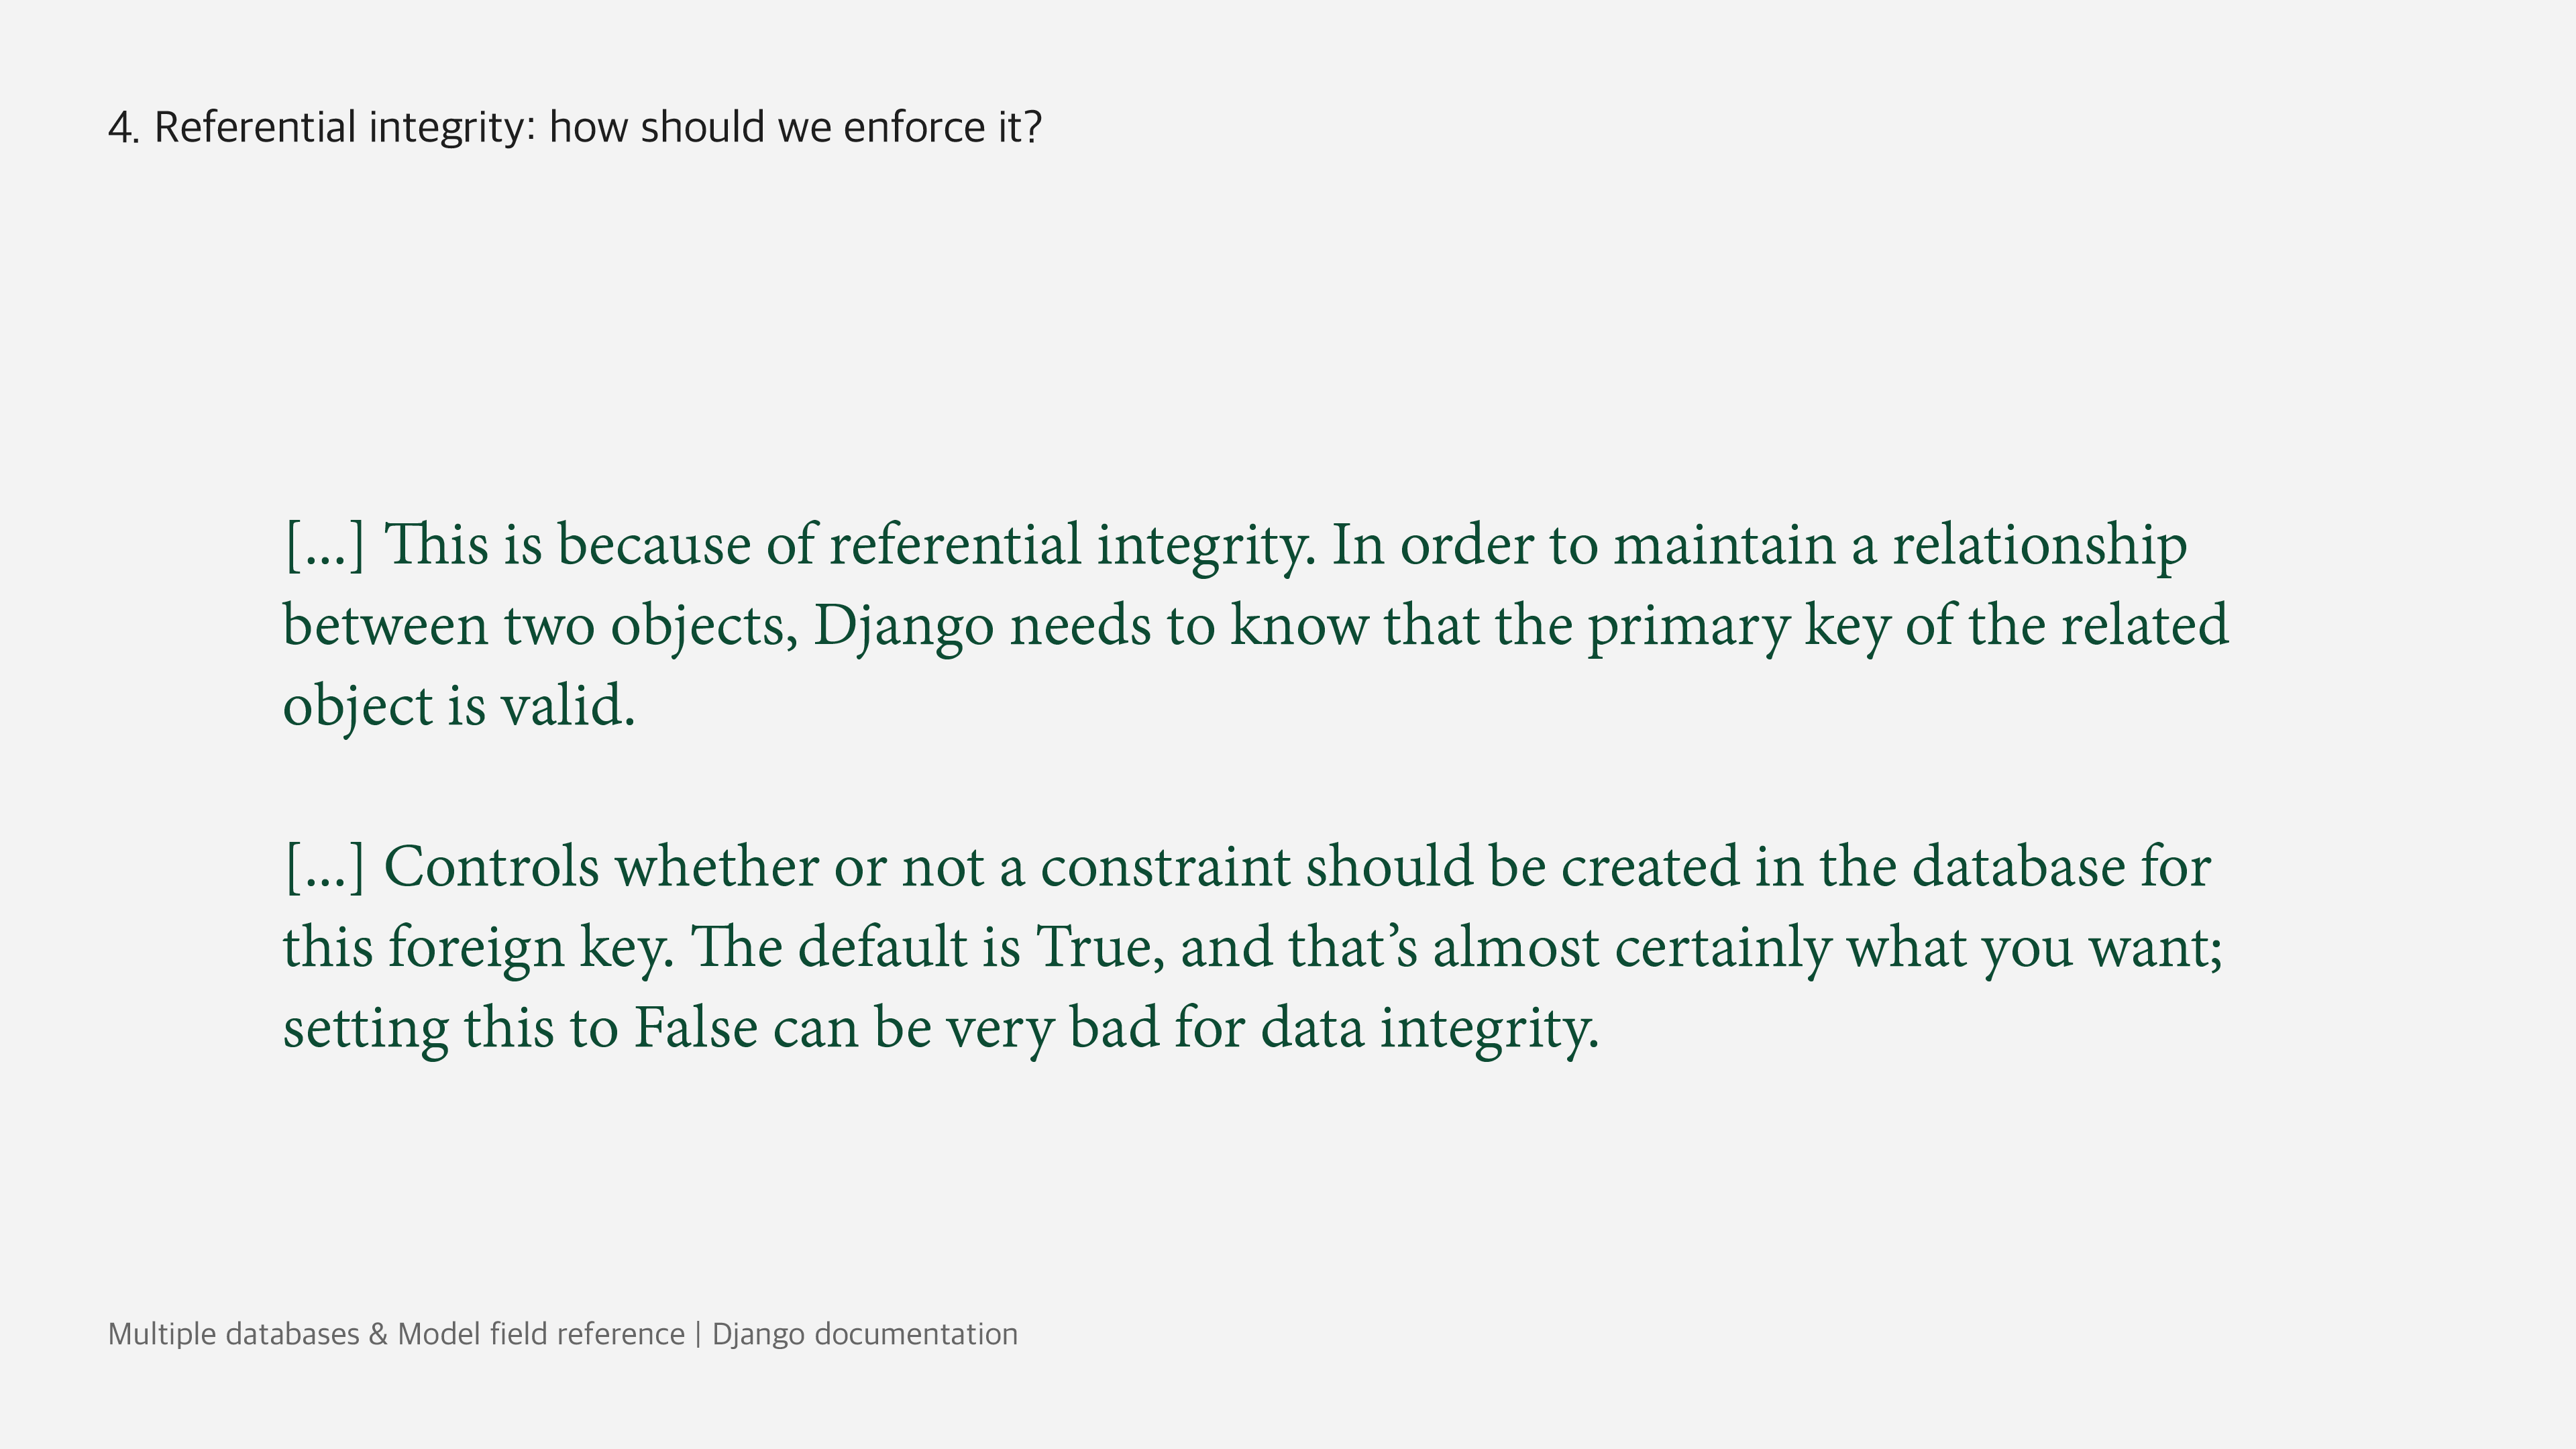 4. Referential integrity: how should we enforce it?
[...] This is because of referential integrity. In order to maintain a relationship
between two objects, Django needs to know that the primary key of the related
object is valid.
[...] Controls whether or not a constraint should be created in the database for
this foreign key. The default is True, and that’s almost certainly what you want;
setting this to False can be very bad for data integrity.
Multiple databases & Model field reference | Django documentation